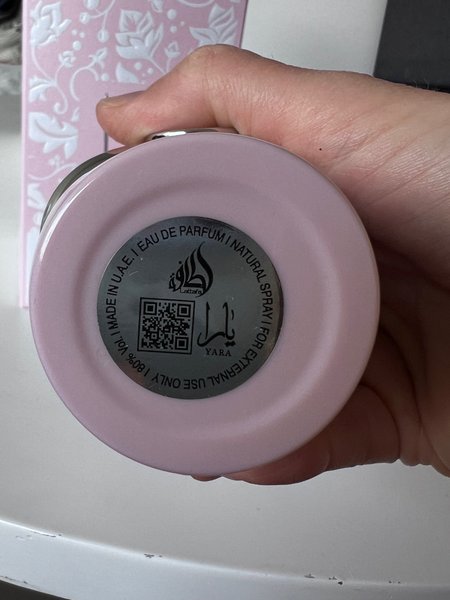 MADE IN U.A.E. | EAU DE PARFUM | NATURAL SPRAY | FOR EXTERNAL USE ONLY | 80% Vol. |
لطافة
Lattafa
يارا
YARA